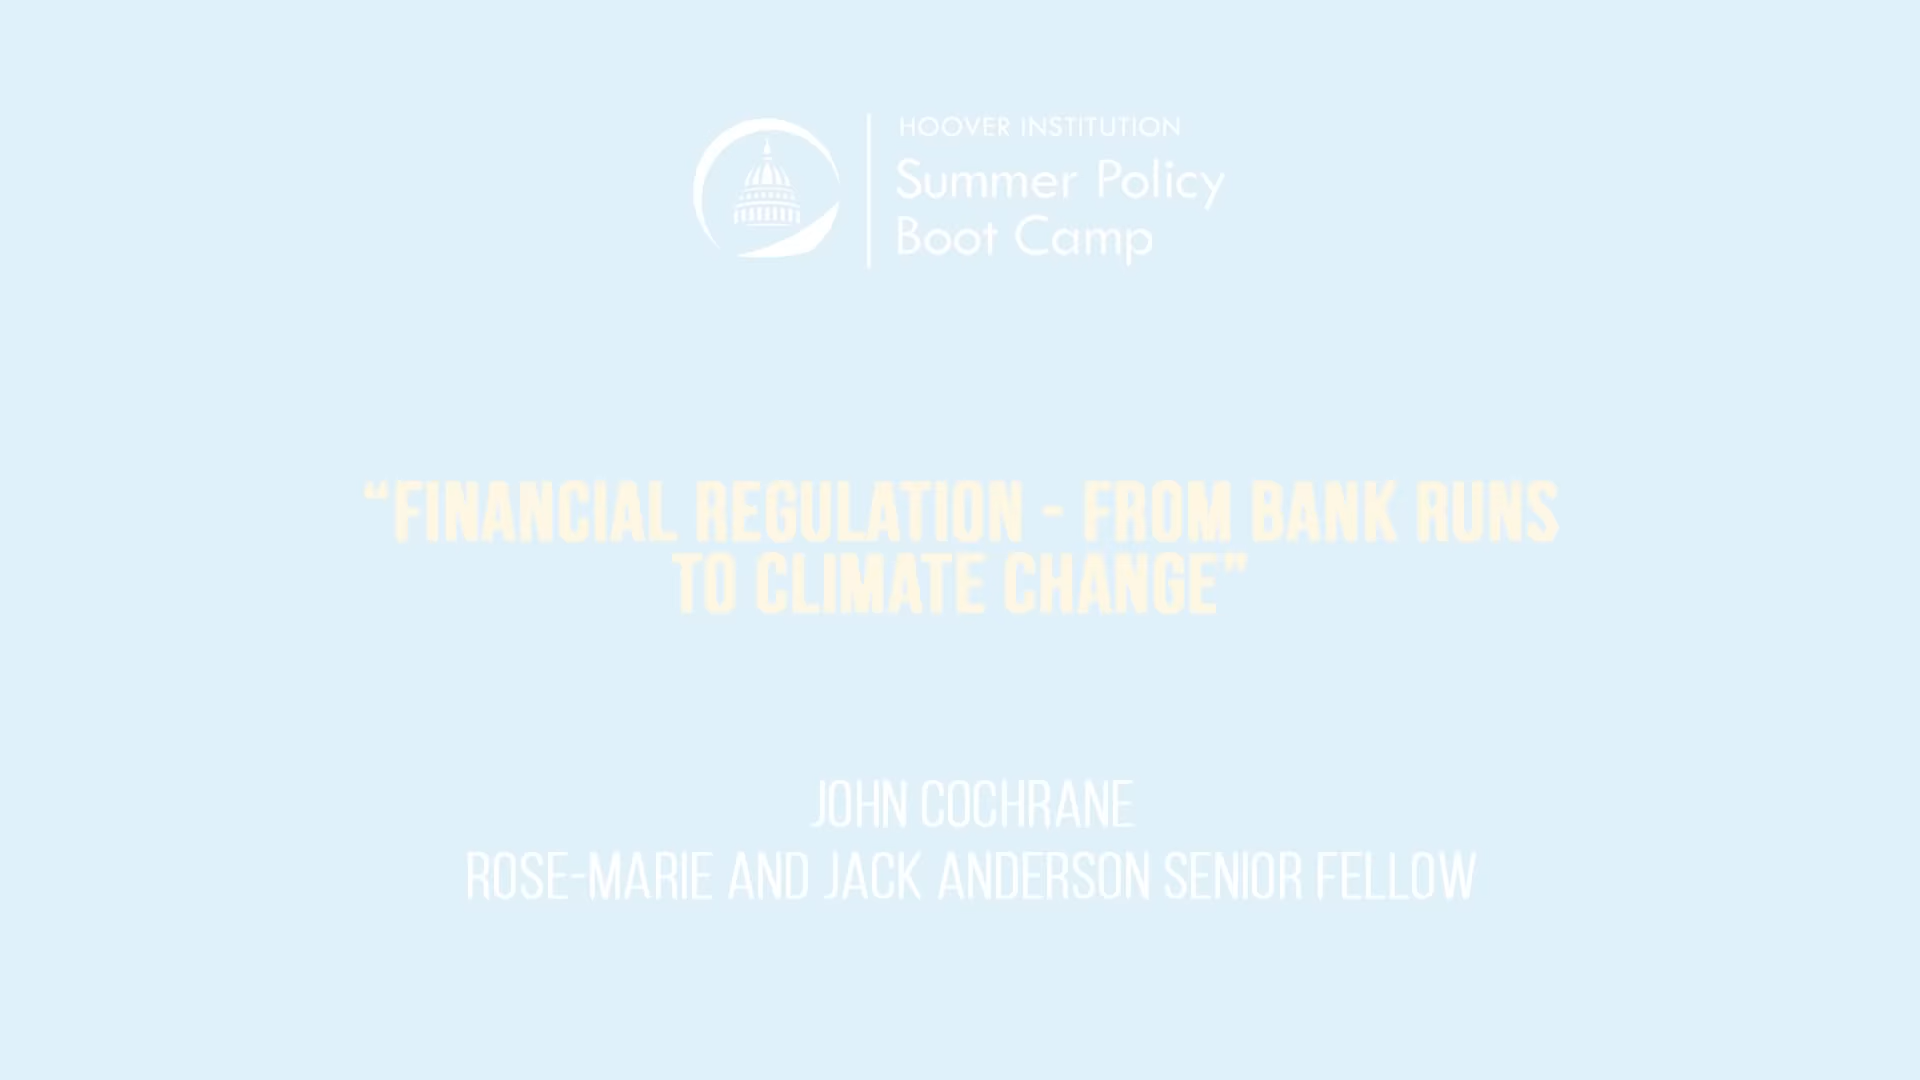 HOOVER INSTITUTION
Summer Policy
Boot Camp
“FINANCIAL REGULATION - FROM BANK RUNS
TO CLIMATE CHANGE”
JOHN COCHRANE
ROSE-MARIE AND JACK ANDERSON SENIOR FELLOW